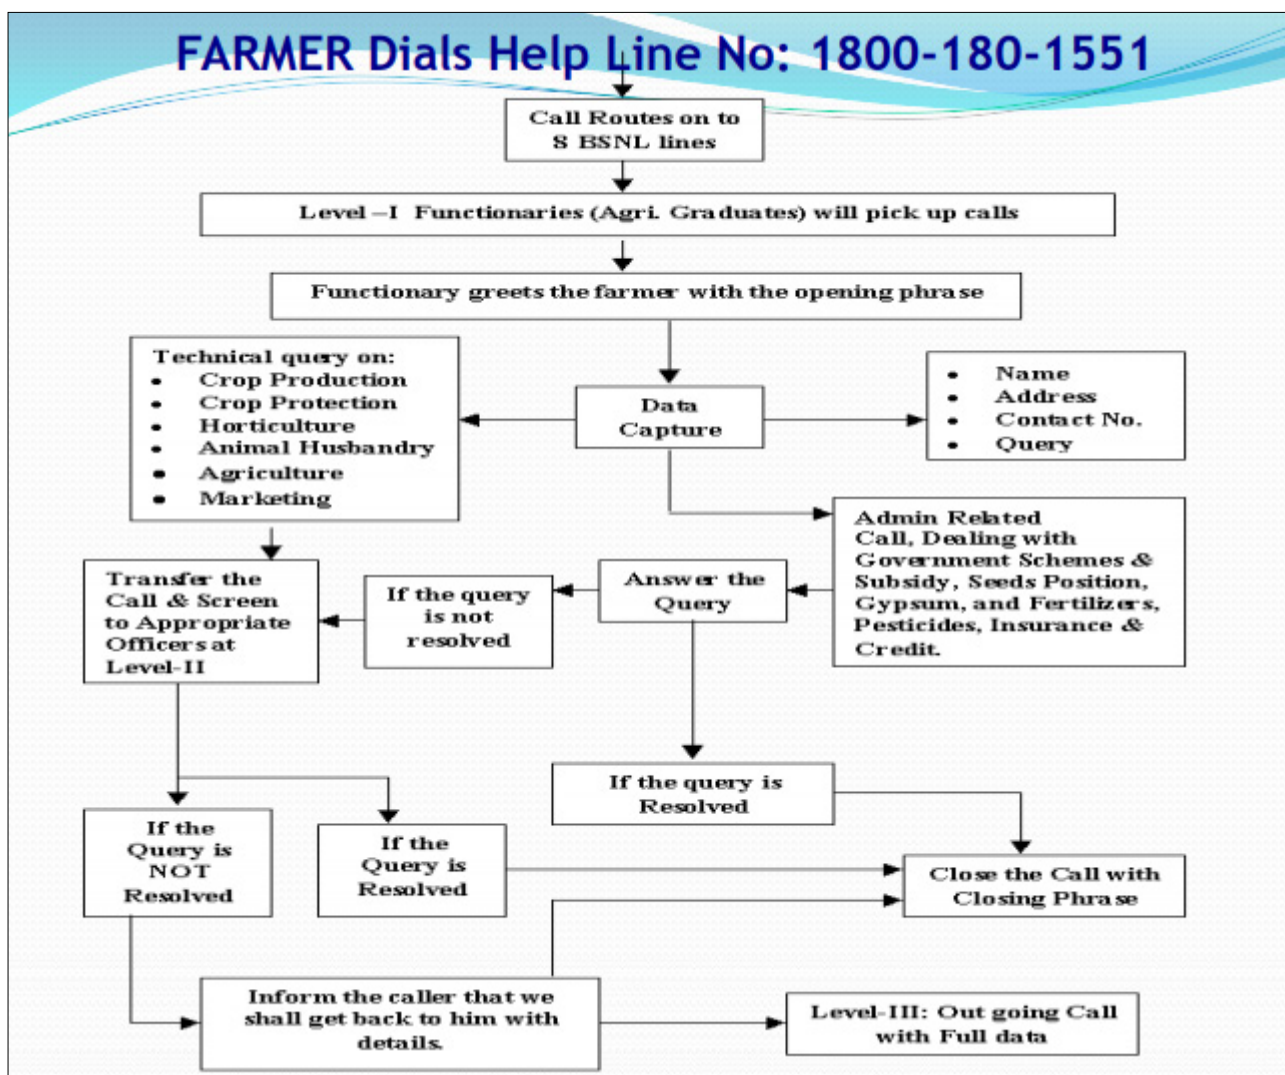 FARMER Dials Help Line No: 1800-180-1551
Call Routes on to
8 BSNL lines
Level –I Functionaries (Agri. Graduates) will pick up calls
Functionary greets the farmer with the opening phrase
Technical query on:
• Crop Production
• Crop Protection
• Horticulture
• Animal Husbandry
• Agriculture
• Marketing
Data
Capture
• Name
• Address
• Contact No.
• Query
Admin Related
Call, Dealing with
Government Schemes &
Subsidy, Seeds Position,
Gypsum, and Fertilizers,
Pesticides, Insurance &
Credit.
Answer the
Query
If the query
is not
resolved
Transfer the
Call & Screen
to Appropriate
Officers at
Level-II
If the query is
Resolved
If the
Query is
NOT
Resolved
If the
Query is
Resolved
Close the Call with
Closing Phrase
Inform the caller that we
shall get back to him with
details.
Level-III: Out going Call
with Full data